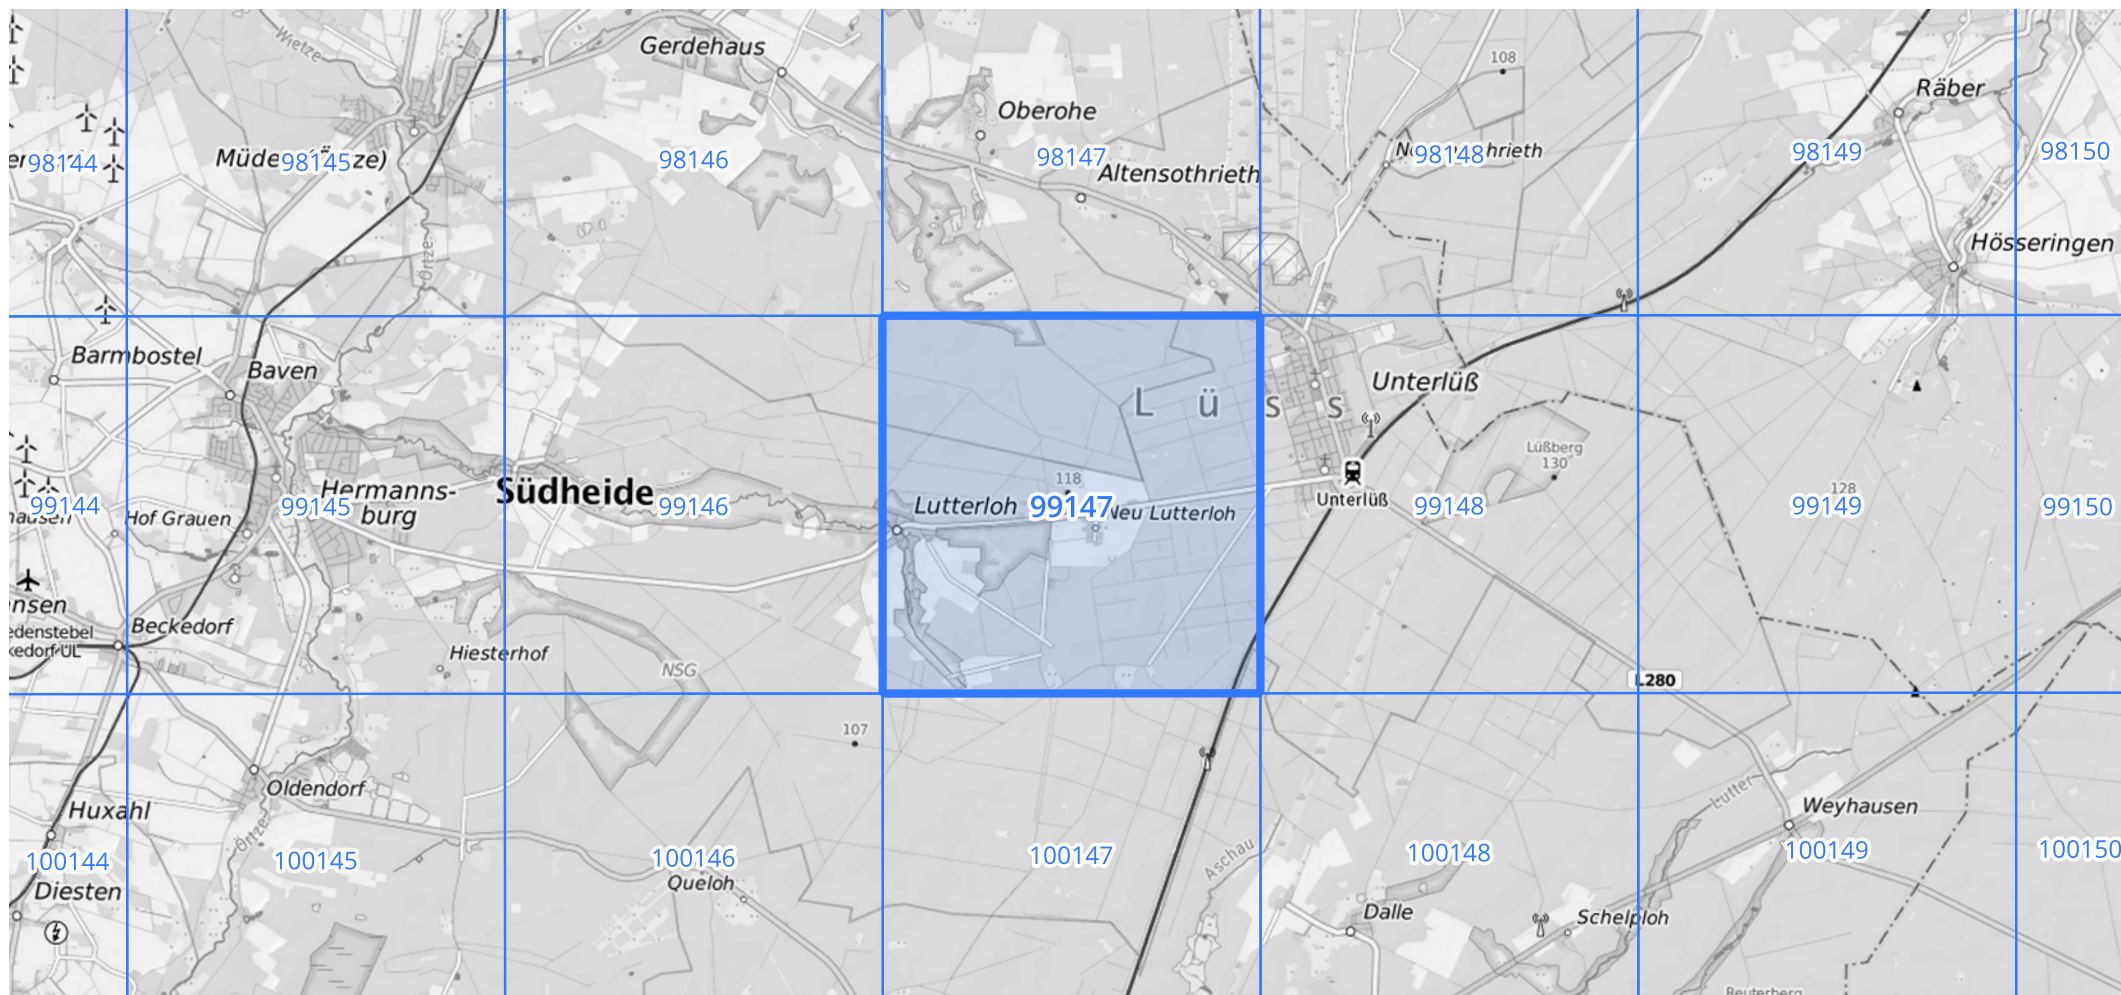 Wietze
Gerdehaus
108
Räber
Oberohe
98144
98145
98146
98147
Altensothrieth
98148
98149
98150
Örtze
Hösseringen
Barmbostel
Baven
Unterlüß
L ü s s
Lüßberg
130
118
128
Hermanns-
burg
Südheide
Lutterloh
Neu Lutterloh
Unterlüß
99144
Hof Grauen
99145
99146
99147
99148
99149
99150
Beckedorf
Hiesterhof
NSG
L280
107
Oldendorf
Huxahl
Örtze
Lutter
Weyhausen
Aschau
100144
100145
100146
100147
100148
100149
100150
Queloh
Diesten
Dalle
Schelploh